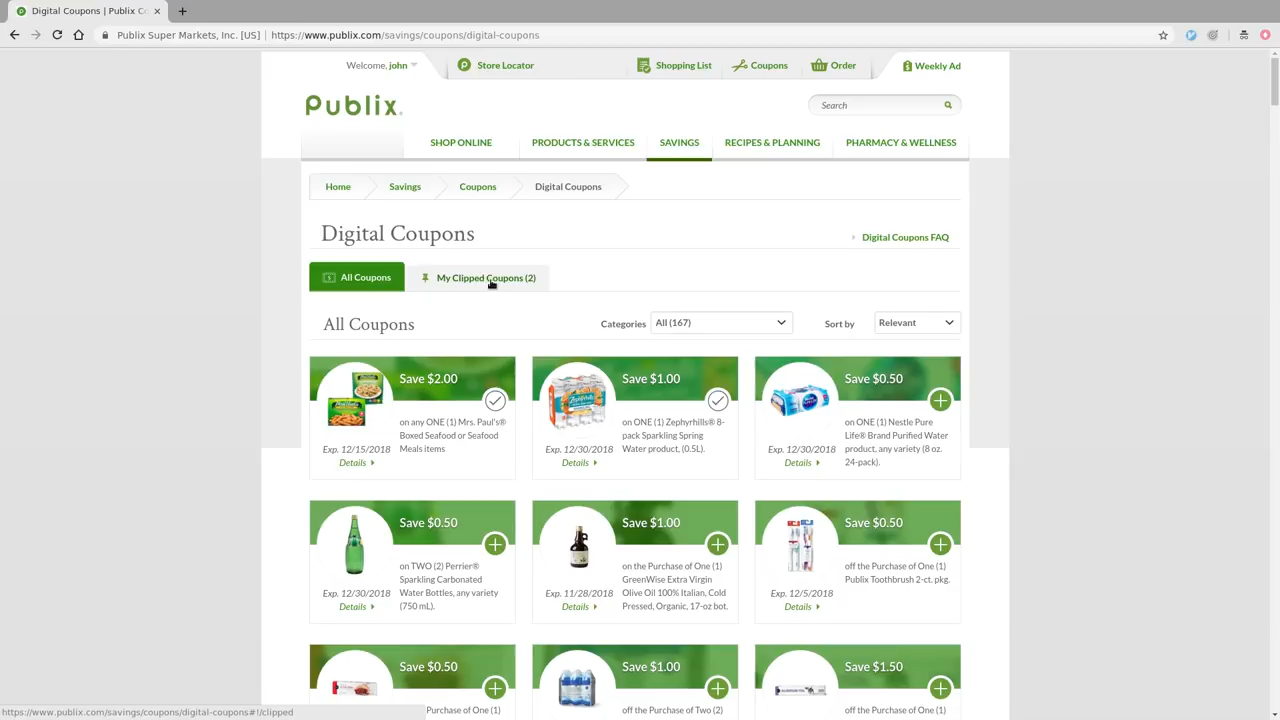 Digital Coupons | Publix Co
Publix Super Markets, Inc. [US] | https://www.publix.com/savings/coupons/digital-coupons
Welcome, john
Store Locator
Shopping List
Coupons
Order
Weekly Ad
Publix.
Search
SHOP ONLINE
PRODUCTS & SERVICES
SAVINGS
RECIPES & PLANNING
PHARMACY & WELLNESS
Home
Savings
Coupons
Digital Coupons
Digital Coupons
Digital Coupons FAQ
All Coupons
My Clipped Coupons (2)
All Coupons
Categories
All (167)
Sort by
Relevant
Save $2.00
on any ONE (1) Mrs. Paul's®
Boxed Seafood or Seafood
Meals items
Exp. 12/15/2018
Details
Save $1.00
on ONE (1) Zephyrhills® 8-
pack Sparkling Spring
Water product, (0.5L).
Exp. 12/30/2018
Details
Save $0.50
on ONE (1) Nestle Pure
Life® Brand Purified Water
product, any variety (8 oz.
24-pack).
Exp. 12/30/2018
Details
Save $0.50
on TWO (2) Perrier®
Sparkling Carbonated
Water Bottles, any variety
(750 mL).
Exp. 12/30/2018
Details
Save $1.00
on the Purchase of One (1)
GreenWise Extra Virgin
Olive Oil 100% Italian, Cold
Pressed, Organic, 17-oz bot.
Exp. 11/28/2018
Details
Save $0.50
off the Purchase of One (1)
Publix Toothbrush 2-ct. pkg.
Exp. 12/5/2018
Details
Save $0.50
Purchase of One (1)
Save $1.00
off the Purchase of Two (2)
Save $1.50
off the Purchase of One (1)
https://www.publix.com/savings/coupons/digital-coupons#!/clipped